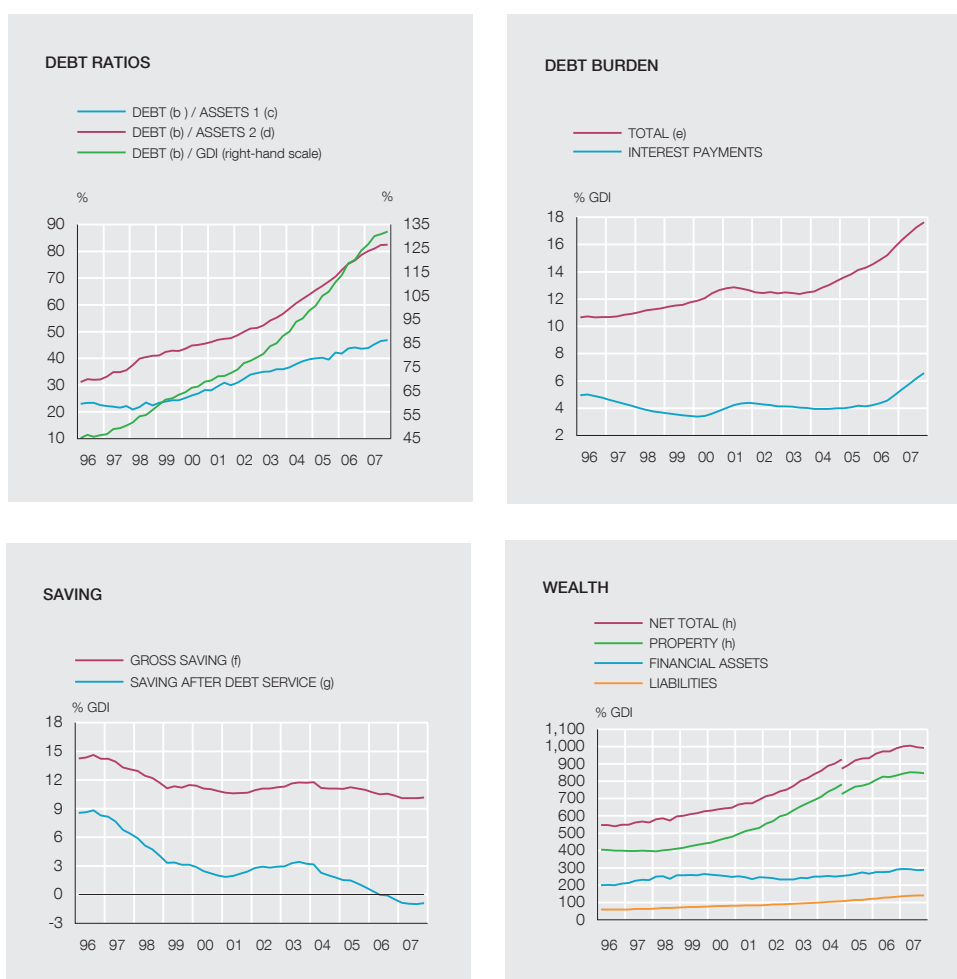 DEBT RATIOS
DEBT (b ) / ASSETS 1 (c)
DEBT (b) / ASSETS 2 (d)
DEBT (b) / GDI (right-hand scale)
% %
90 135
80 125
70 115
60 105
50 95
40 85
30 75
20 65
10 55
45
96 97 98 99 00 01 02 03 04 05 06 07
DEBT BURDEN
TOTAL (e)
INTEREST PAYMENTS
% GDI
18
16
14
12
10
8
6
4
2
96 97 98 99 00 01 02 03 04 05 06 07
SAVING
GROSS SAVING (f)
SAVING AFTER DEBT SERVICE (g)
% GDI
18
15
12
9
6
3
0
-3
96 97 98 99 00 01 02 03 04 05 06 07
WEALTH
NET TOTAL (h)
PROPERTY (h)
FINANCIAL ASSETS
LIABILITIES
% GDI
1,100
1,000
900
800
700
600
500
400
300
200
100
0
96 97 98 99 00 01 02 03 04 05 06 07